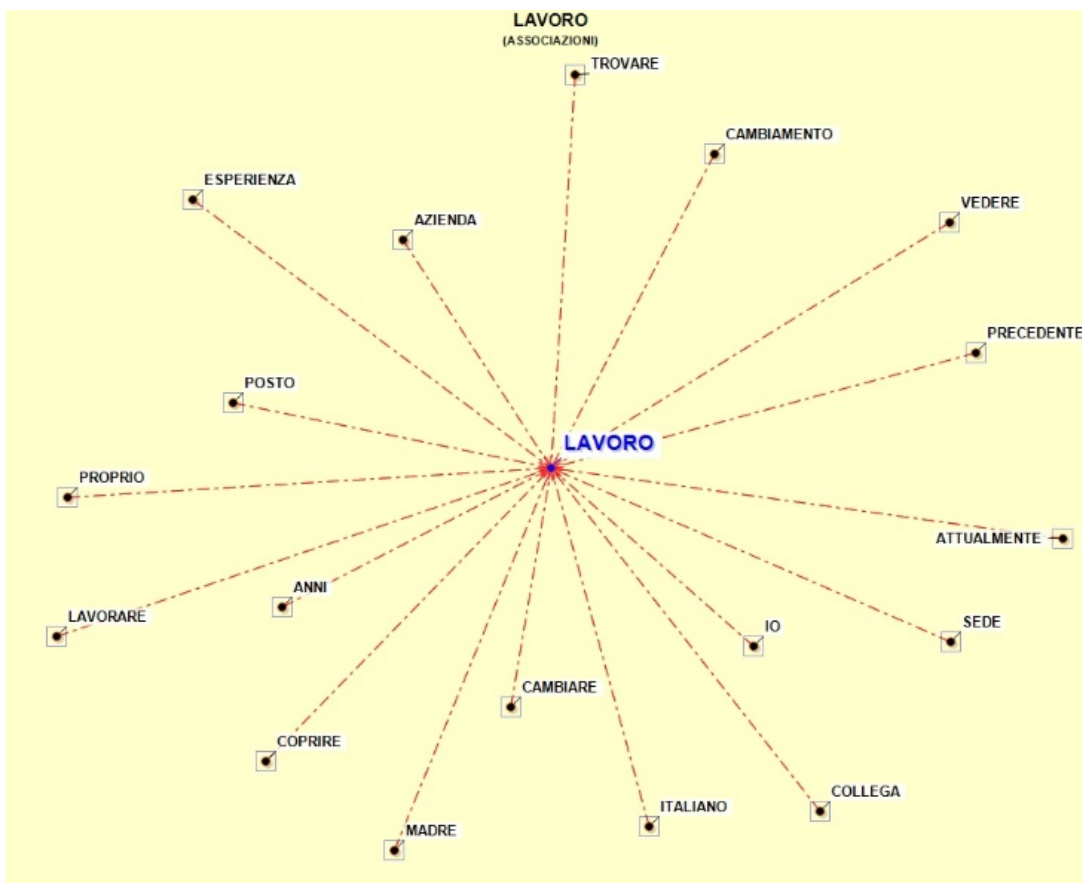 LAVORO
(ASSOCIAZIONI)
TROVARE
CAMBIAMENTO
ESPERIENZA
AZIENDA
VEDERE
PRECEDENTE
POSTO
LAVORO
PROPRIO
ATTUALMENTE
ANNI
LAVORARE
IO
SEDE
CAMBIARE
COPRIRE
COLLEGA
ITALIANO
MADRE